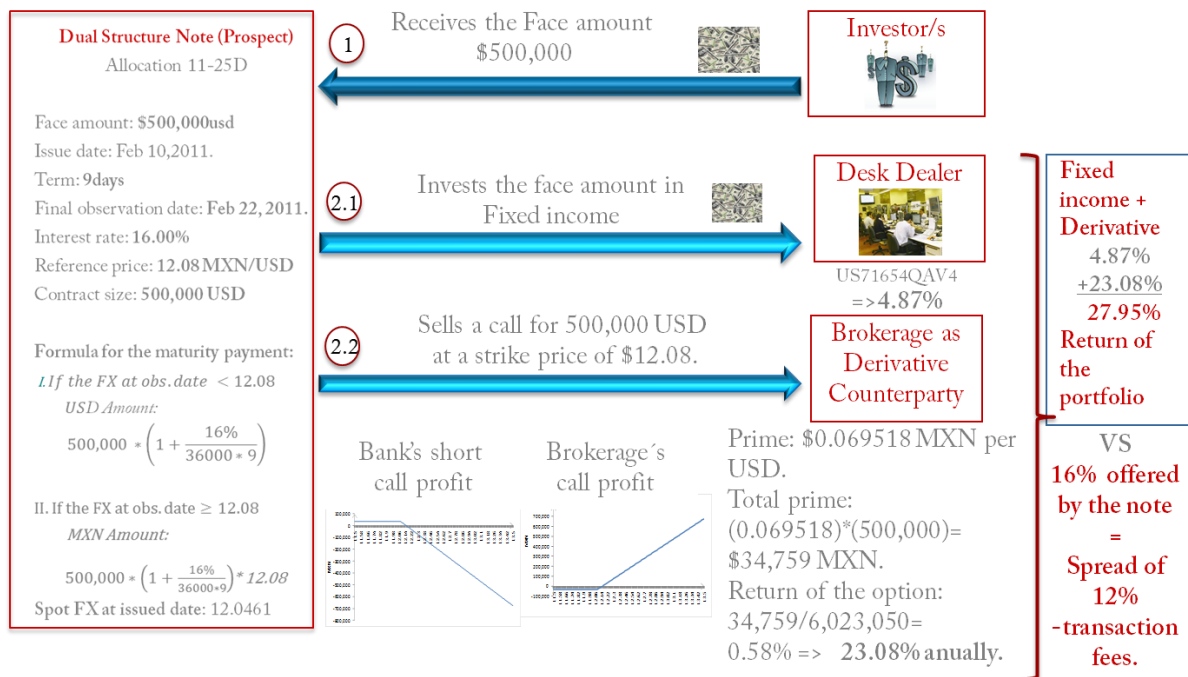 Dual Structure Note (Prospect)
Allocation 11-25D
Face amount: $500,000usd
Issue date: Feb 10,2011.
Term: 9days
Final observation date: Feb 22, 2011.
Interest rate: 16.00%
Reference price: 12.08 MXN/USD
Contract size: 500,000 USD
Formula for the maturity payment:
I. If the FX at obs. date < 12.08
USD Amount:
500,000 * (1 + 16% / 36000 * 9)
II. If the FX at obs. date ≥ 12.08
MXN Amount:
500,000 * (1 + 16% / 36000*9) * 12.08
Spot FX at issued date: 12.0461
1
Receives the Face amount
$500,000
Investor/s
2.1
Invests the face amount in
Fixed income
Desk Dealer
US71654QAV4
=>4.87%
2.2
Sells a call for 500,000 USD
at a strike price of $12.08.
Brokerage as
Derivative
Counterparty
Bank's short
call profit
Brokerage´s
call profit
Prime: $0.069518 MXN per
USD.
Total prime:
(0.069518)*(500,000)=
$34,759 MXN.
Return of the option:
34,759/6,023,050=
0.58% => 23.08% anually.
Fixed
income +
Derivative
4.87%
+23.08%
27.95%
Return of
the
portfolio
VS
16% offered
by the note
=
Spread of
12%
-transaction
fees.